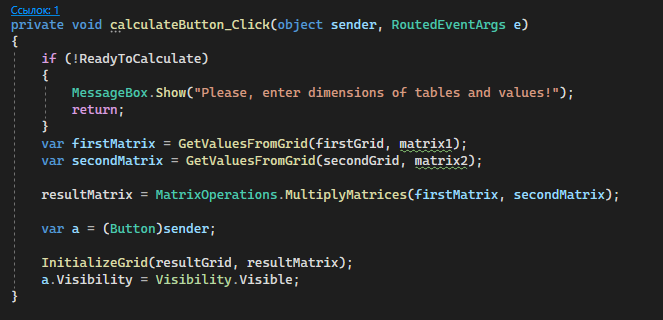 Ссылок: 1
private void calculateButton_Click(object sender, RoutedEventArgs e)
{
if (!ReadyToCalculate)
{
MessageBox.Show("Please, enter dimensions of tables and values!");
return;
}
var firstMatrix = GetValuesFromGrid(firstGrid, matrix1);
var secondMatrix = GetValuesFromGrid(secondGrid, matrix2);
resultMatrix = MatrixOperations.MultiplyMatrices(firstMatrix, secondMatrix);
var a = (Button)sender;
InitializeGrid(resultGrid, resultMatrix);
a.Visibility = Visibility.Visible;
}